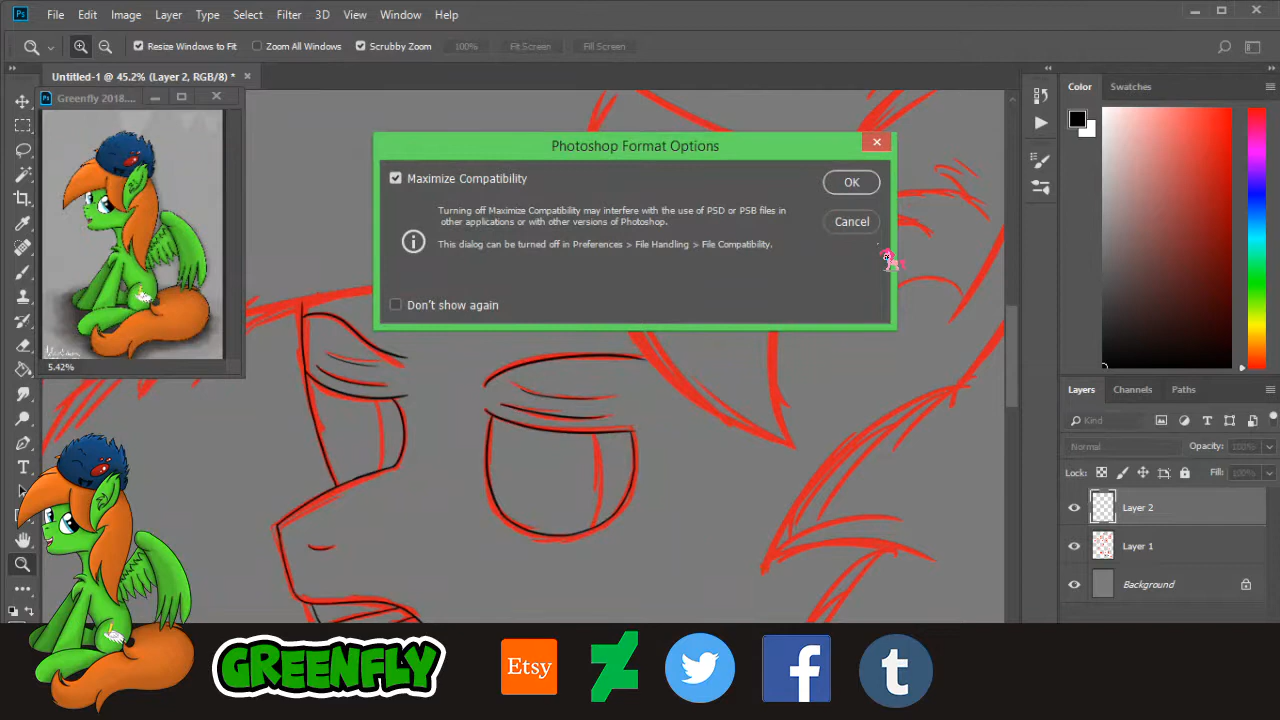 Ps File Edit Image Layer Type Select Filter 3D View Window Help
Resize Windows to Fit Zoom All Windows Scrubby Zoom 100% Fit Screen Fill Screen
Untitled-1 @ 45.2% (Layer 2, RGB/8) *
Greenfly 2018....
5.42%
Photoshop Format Options
Maximize Compatibility
OK
Turning off Maximize Compatibility may interfere with the use of PSD or PSB files in
other applications or with other versions of Photoshop.
Cancel
This dialog can be turned off in Preferences > File Handling > File Compatibility.
Don't show again
Color Swatches
Layers Channels Paths
Kind
Normal Opacity: 100%
Lock: Fill: 100%
Layer 2
Layer 1
Background
GREENFLY
Etsy
f
t